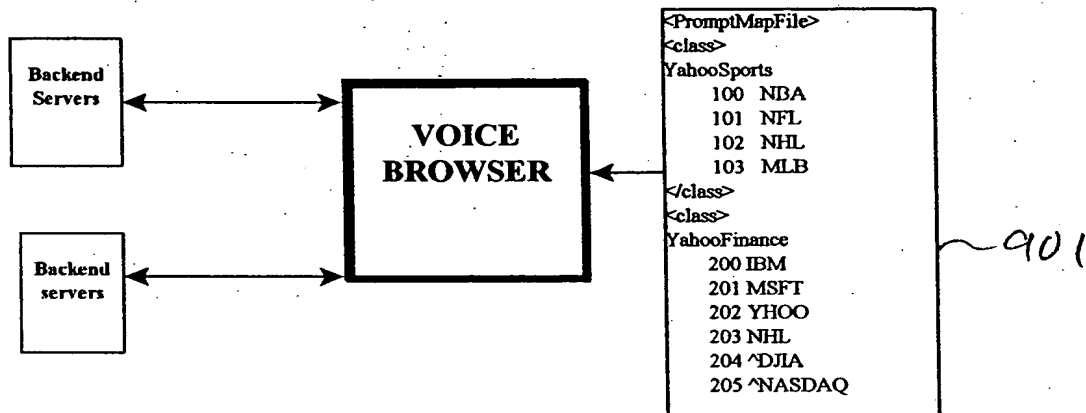 Backend
Servers
VOICE
BROWSER
Backend
servers
<PromptMapFile>
<class>
YahooSports
100 NBA
101 NFL
102 NHL
103 MLB
</class>
<class>
YahooFinance
200 IBM
201 MSFT
202 YHOO
203 NHL
204 ^DJIA
205 ^NASDAQ
901